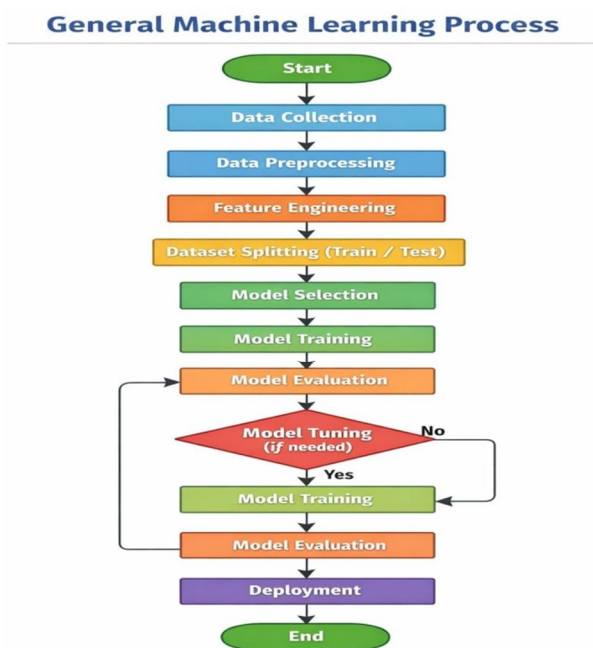 General Machine Learning Process
Start
Data Collection
Data Preprocessing
Feature Engineering
Dataset Splitting (Train / Test)
Model Selection
Model Training
Model Evaluation
Model Tuning
(if needed)
No
Yes
Model Training
Model Evaluation
Deployment
End